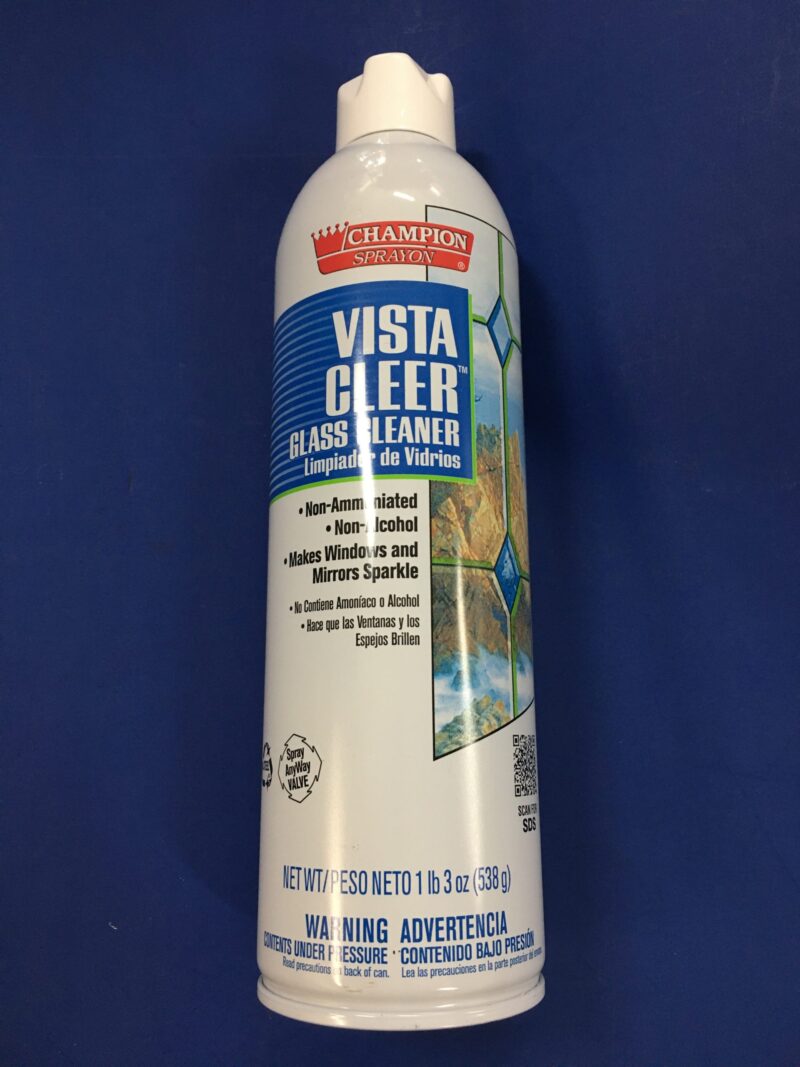 CHAMPION
SPRAYON ®
VISTA
CLEER™
GLASS CLEANER
Limpiador de Vidrios
• Non-Ammoniated
• Non-Alcohol
• Makes Windows and
Mirrors Sparkle
• No Contiene Amoníaco o Alcohol
• Hace que las Ventanas y los
Espejos Brillen
Spray
AnyWay
VALVE
SCAN FOR
SDS
NET WT/PESO NETO 1 lb 3 oz (538 g)
WARNING ADVERTENCIA
CONTENTS UNDER PRESSURE · CONTENIDO BAJO PRESIÓN
Read precautions on back of can. Lea las precauciones en la parte posterior del